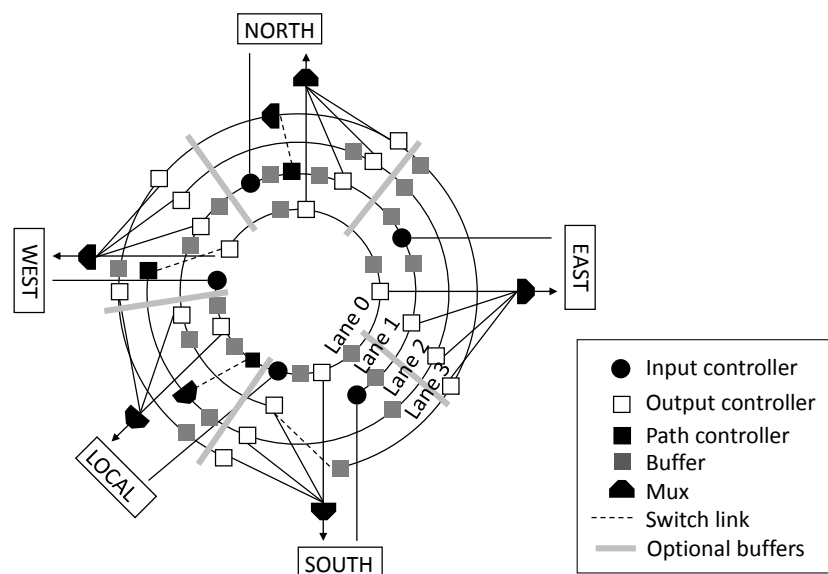 NORTH
WEST
EAST
Lane 0
Lane 1
Lane 2
Lane 3
LOCAL
SOUTH
Input controller
Output controller
Path controller
Buffer
Mux
Switch link
Optional buffers